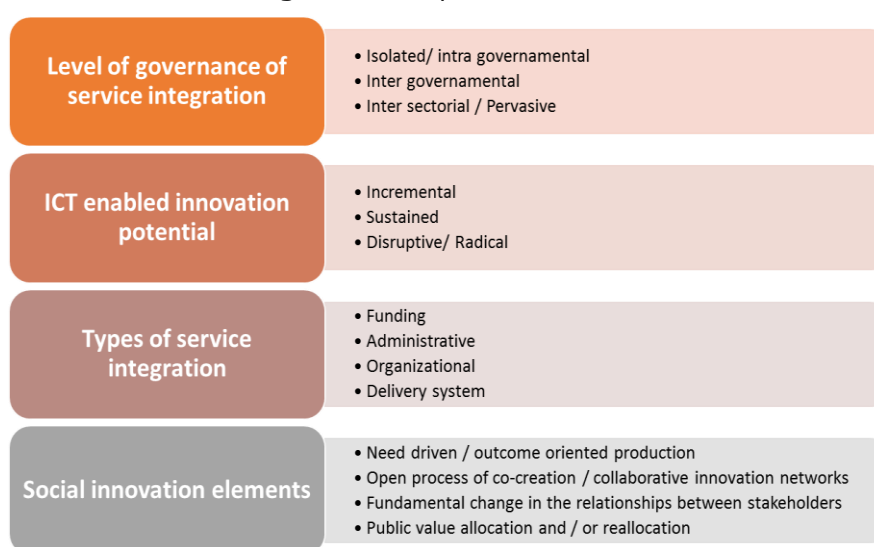 Level of governance of
service integration
• Isolated/ intra governamental
• Inter governamental
• Inter sectorial / Pervasive
ICT enabled innovation
potential
• Incremental
• Sustained
• Disruptive/ Radical
Types of service
integration
• Funding
• Administrative
• Organizational
• Delivery system
Social innovation elements
• Need driven / outcome oriented production
• Open process of co-creation / collaborative innovation networks
• Fundamental change in the relationships between stakeholders
• Public value allocation and / or reallocation